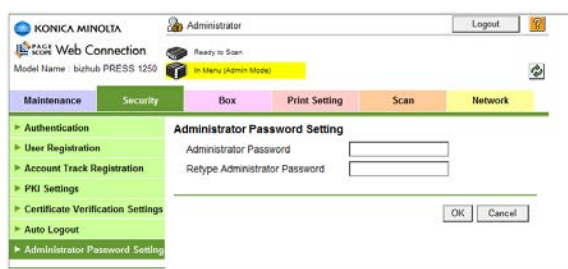 KONICA MINOLTA
Administrator
Logout
?
PAGE SCOPE Web Connection
Ready to Scan
Model Name : bizhub PRESS 1250
In Menu (Admin Mode)
Maintenance Security Box Print Setting Scan Network
Authentication
Administrator Password Setting
User Registration
Administrator Password
Account Track Registration
Retype Administrator Password
PKI Settings
Certificate Verification Settings
OK Cancel
Auto Logout
Administrator Password Setting